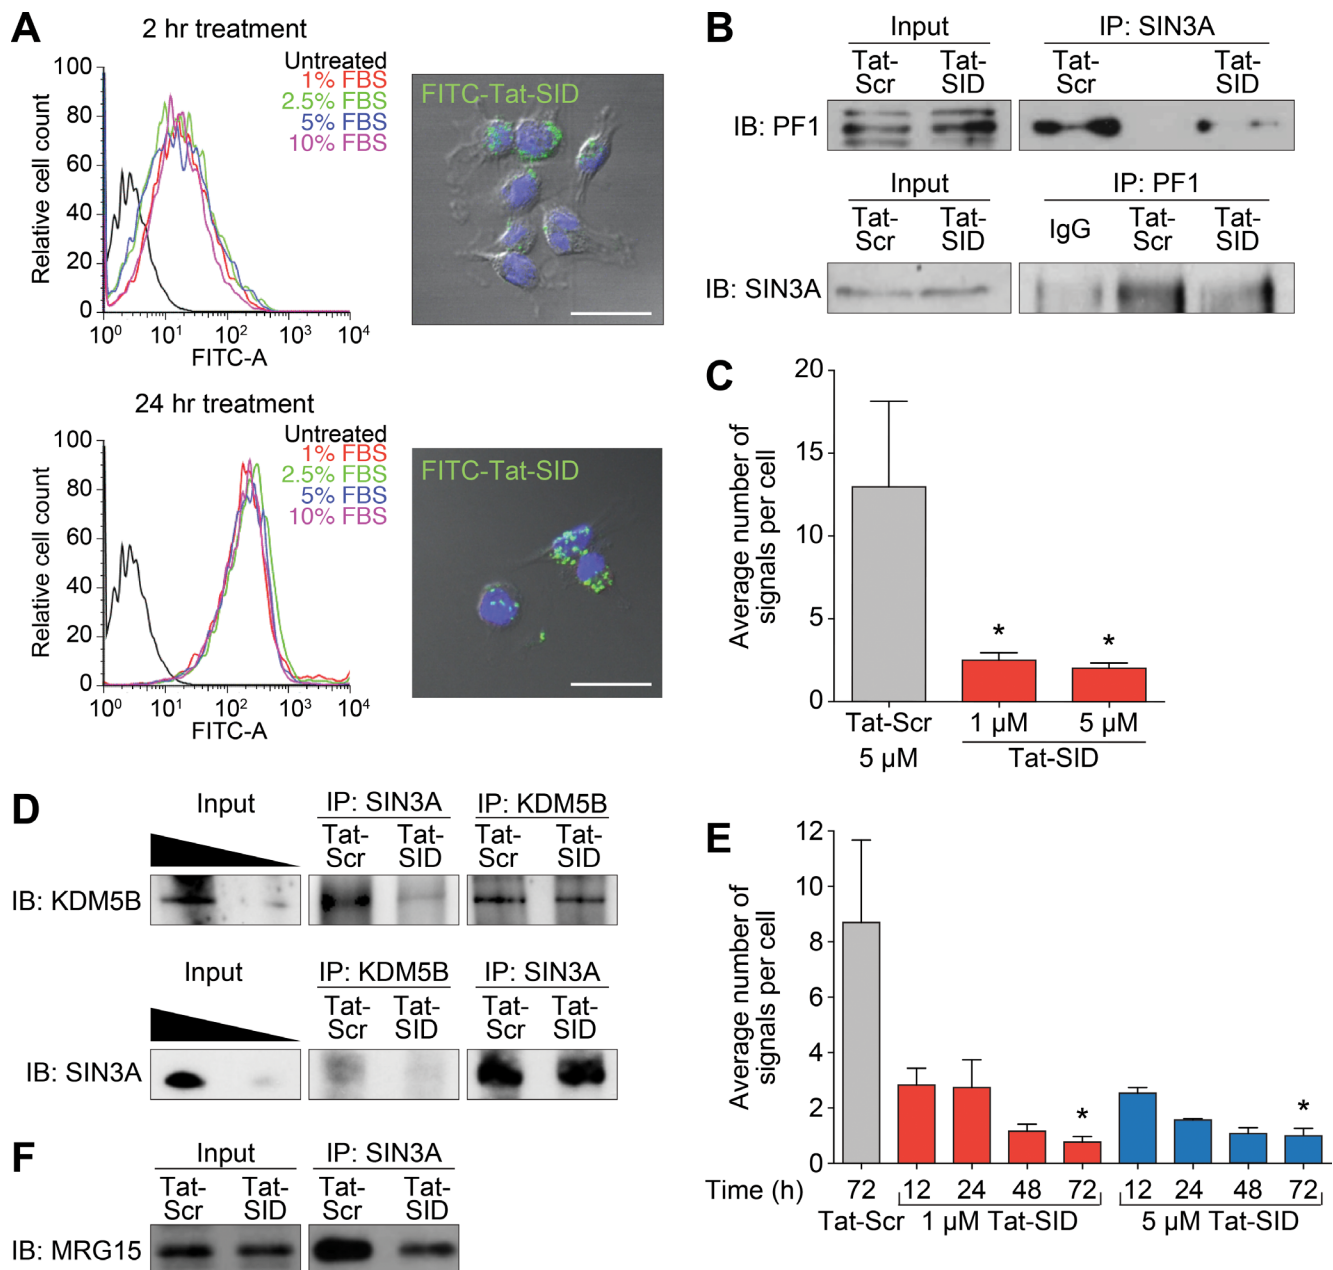 A
2 hr treatment
Untreated
1% FBS
2.5% FBS
5% FBS
10% FBS
Relative cell count
100
80
60
40
20
0
10⁰ 10¹ 10² 10³ 10⁴
FITC-A
FITC-Tat-SID
24 hr treatment
Untreated
1% FBS
2.5% FBS
5% FBS
10% FBS
Relative cell count
100
80
60
40
20
0
10⁰ 10¹ 10² 10³ 10⁴
FITC-A
FITC-Tat-SID
B
Input IP: SIN3A
Tat- Tat- Tat- Tat-
Scr SID Scr SID
IB: PF1
Input IP: PF1
Tat- Tat- IgG Tat- Tat-
Scr SID Scr SID
IB: SIN3A
C
Average number of
signals per cell
20
15
10
5
0
Tat-Scr 1 µM 5 µM
5 µM Tat-SID
* *
D
Input IP: SIN3A IP: KDM5B
Tat- Tat- Tat- Tat-
Scr SID Scr SID
IB: KDM5B
Input IP: KDM5B IP: SIN3A
Tat- Tat- Tat- Tat-
Scr SID Scr SID
IB: SIN3A
E
Average number of
signals per cell
12
10
8
6
4
2
0
* *
Time (h) 72 12 24 48 72 12 24 48 72
Tat-Scr 1 µM Tat-SID 5 µM Tat-SID
F
Input IP: SIN3A
Tat- Tat- Tat- Tat-
Scr SID Scr SID
IB: MRG15